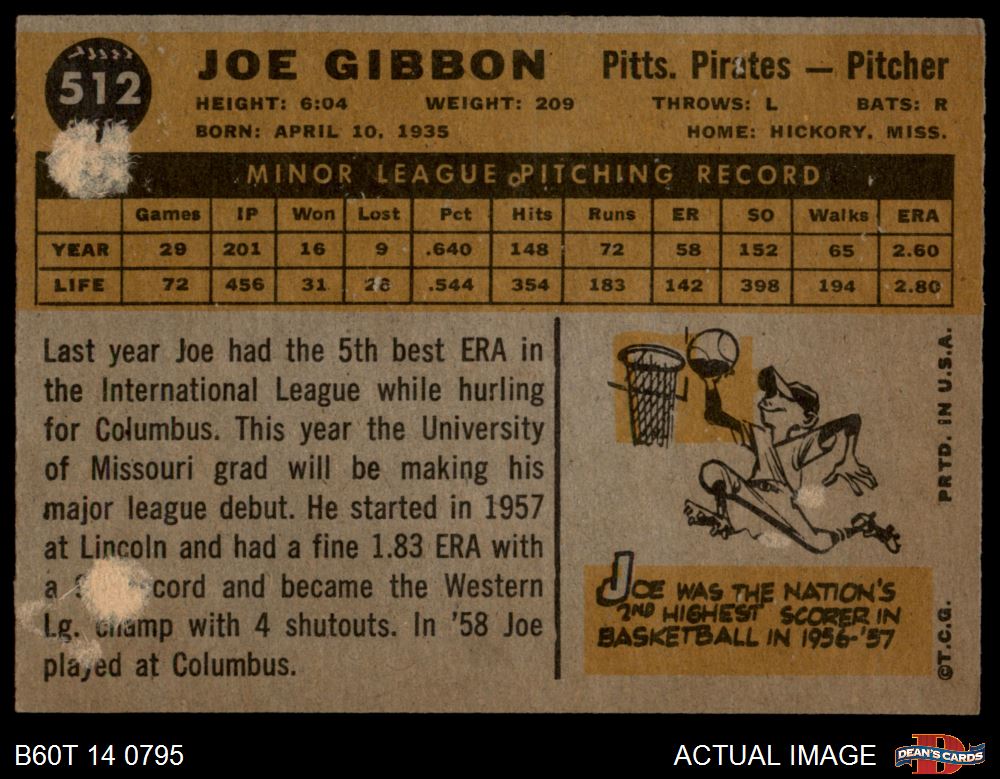 512
JOE GIBBON Pitts. Pirates — Pitcher
HEIGHT: 6:04 WEIGHT: 209 THROWS: L BATS: R
BORN: APRIL 10, 1935 HOME: HICKORY, MISS.
MINOR LEAGUE PITCHING RECORD
Games IP Won Lost Pct Hits Runs ER SO Walks ERA
YEAR 29 201 16 9 .640 148 72 58 152 65 2.60
LIFE 72 456 31 26 .544 354 183 142 398 194 2.80
Last year Joe had the 5th best ERA in
the International League while hurling
for Columbus. This year the University
of Missouri grad will be making his
major league debut. He started in 1957
at Lincoln and had a fine 1.83 ERA with
a cord and became the Western
Lg. champ with 4 shutouts. In '58 Joe
played at Columbus.
JOE WAS THE NATION'S
2ND HIGHEST SCORER IN
BASKETBALL IN 1956-'57
PRTD. IN U.S.A.
©T.C.G.
B60T 14 0795
ACTUAL IMAGE
DEAN'S CARDS